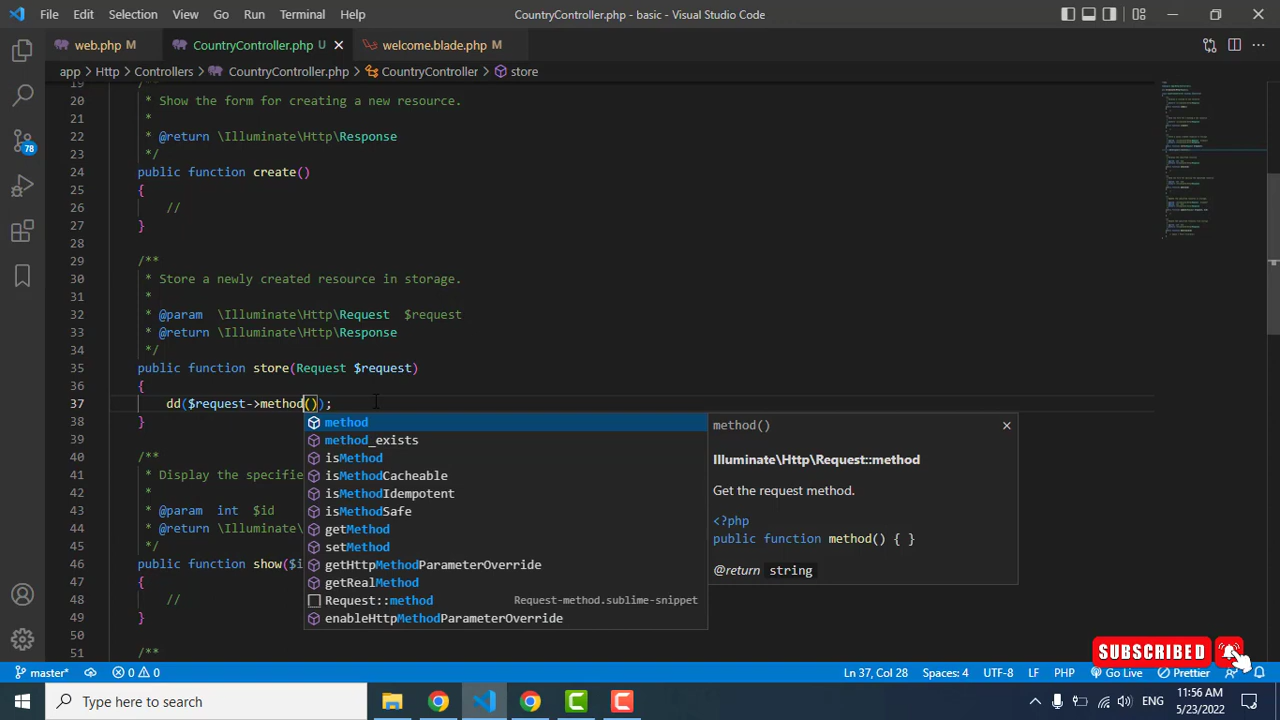 File Edit Selection View Go Run Terminal Help CountryController.php - basic - Visual Studio Code
web.php M CountryController.php U welcome.blade.php M
app > Http > Controllers > CountryController.php > CountryController > store
19 /**
20 * Show the form for creating a new resource.
21 *
22 * @return \Illuminate\Http\Response
23 */
24 public function create()
25 {
26 //
27 }
28
29 /**
30 * Store a newly created resource in storage.
31 *
32 * @param \Illuminate\Http\Request $request
33 * @return \Illuminate\Http\Response
34 */
35 public function store(Request $request)
36 {
37 dd($request->method());
38 }
39
40 /**
41 * Display the specifie
42 *
43 * @param int $id
44 * @return \Illuminate\
45 */
46 public function show($i
47 {
48 //
49 }
50
51 /**
method
method_exists
isMethod
isMethodCacheable
isMethodIdempotent
isMethodSafe
getMethod
setMethod
getHttpMethodParameterOverride
getRealMethod
Request::method Request-method.sublime-snippet
enableHttpMethodParameterOverride
method()
Illuminate\Http\Request::method
Get the request method.
<?php
public function method() { }
@return string
78
SUBSCRIBED
master* 0 0 Ln 37, Col 28 Spaces: 4 UTF-8 LF PHP Go Live Prettier
Type here to search
ENG
11:56 AM
5/23/2022